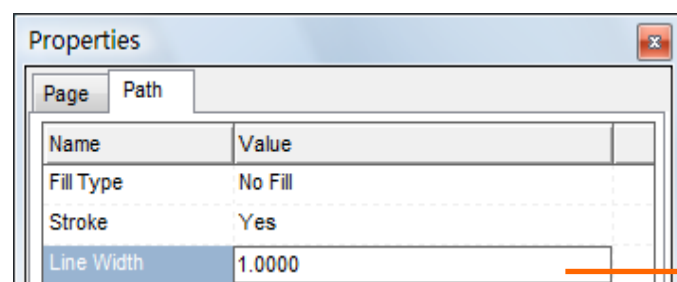 Properties
Page Path
Name Value
Fill Type No Fill
Stroke Yes
Line Width 1.0000